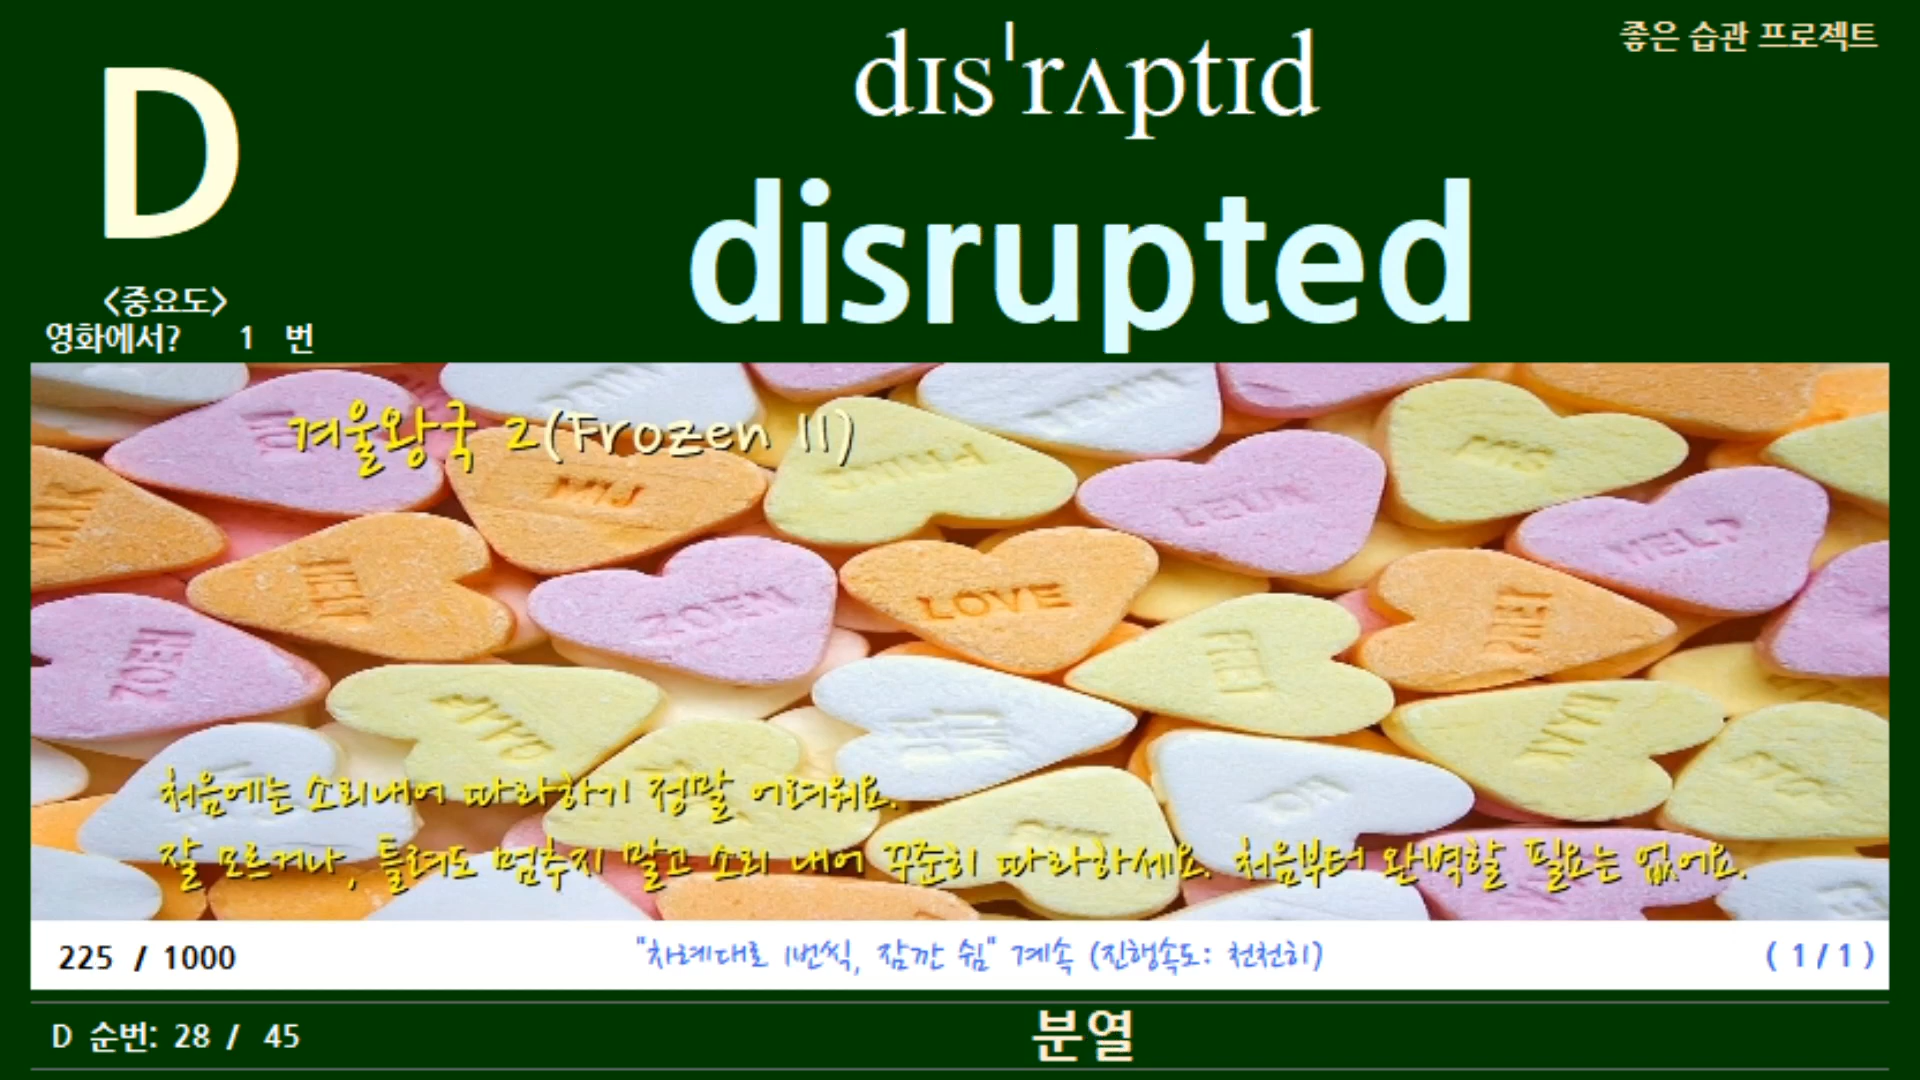 좋은 습관 프로젝트
D
dɪsˈrʌptɪd
disrupted
<중요도>
영화에서? 1 번
겨울왕국 2(Frozen II)
MIJ
LEUK
HELP
ZOEN
LOVE
처음에는 소리내어 따라하기 정말 어려워요.
잘 모르거나, 틀려도 멈추지 말고 소리 내어 꾸준히 따라하세요. 처음부터 완벽할 필요는 없어요.
225 / 1000
"차례대로 1번씩, 잠깐 쉼" 계속 (진행속도: 천천히)
( 1 / 1 )
D 순번: 28 / 45
분열